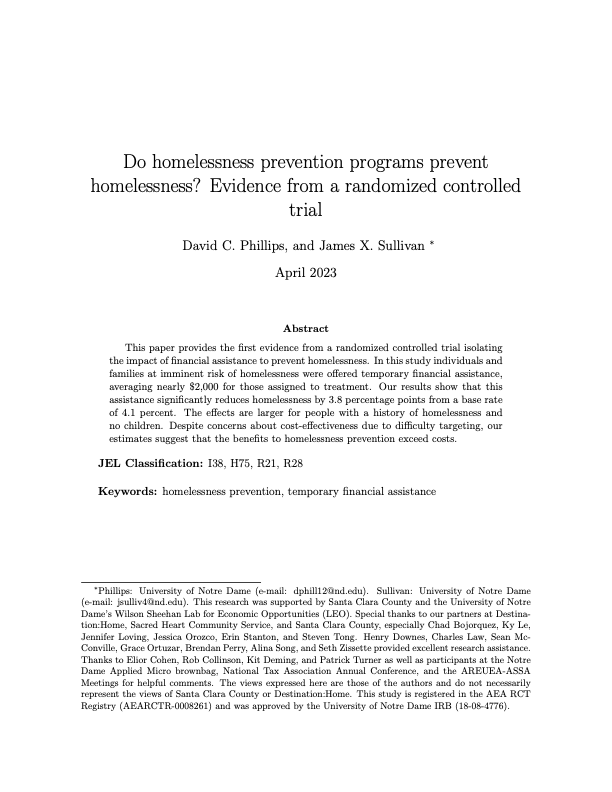 Do homelessness prevention programs prevent
homelessness? Evidence from a randomized controlled
trial
David C. Phillips, and James X. Sullivan *
April 2023
Abstract
This paper provides the first evidence from a randomized controlled trial isolating
the impact of financial assistance to prevent homelessness. In this study individuals and
families at imminent risk of homelessness were offered temporary financial assistance,
averaging nearly $2,000 for those assigned to treatment. Our results show that this
assistance significantly reduces homelessness by 3.8 percentage points from a base rate
of 4.1 percent. The effects are larger for people with a history of homelessness and
no children. Despite concerns about cost-effectiveness due to difficulty targeting, our
estimates suggest that the benefits to homelessness prevention exceed costs.
JEL Classification: I38, H75, R21, R28
Keywords: homelessness prevention, temporary financial assistance
*Phillips: University of Notre Dame (e-mail: dphill12@nd.edu). Sullivan: University of Notre Dame
(e-mail: jsulliv4@nd.edu). This research was supported by Santa Clara County and the University of Notre
Dame's Wilson Sheehan Lab for Economic Opportunities (LEO). Special thanks to our partners at Destina-
tion:Home, Sacred Heart Community Service, and Santa Clara County, especially Chad Bojorquez, Ky Le,
Jennifer Loving, Jessica Orozco, Erin Stanton, and Steven Tong. Henry Downes, Charles Law, Sean Mc-
Conville, Grace Ortuzar, Brendan Perry, Alina Song, and Seth Zissette provided excellent research assistance.
Thanks to Elior Cohen, Rob Collinson, Kit Deming, and Patrick Turner as well as participants at the Notre
Dame Applied Micro brownbag, National Tax Association Annual Conference, and the AREUEA-ASSA
Meetings for helpful comments. The views expressed here are those of the authors and do not necessarily
represent the views of Santa Clara County or Destination:Home. This study is registered in the AEA RCT
Registry (AEARCTR-0008261) and was approved by the University of Notre Dame IRB (18-08-4776).